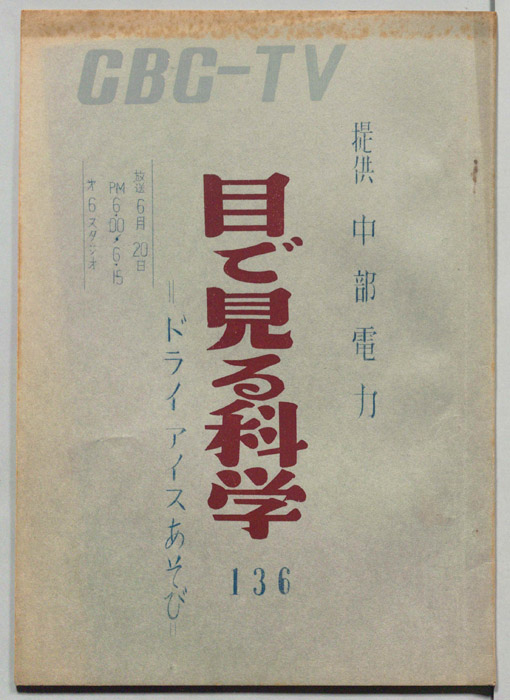 CBC-TV
提供 中部電力
目で見る科学
136
＝ドライアイスあそび＝
放送6月20日
PM6.00〜6.15
オ6スタジオ